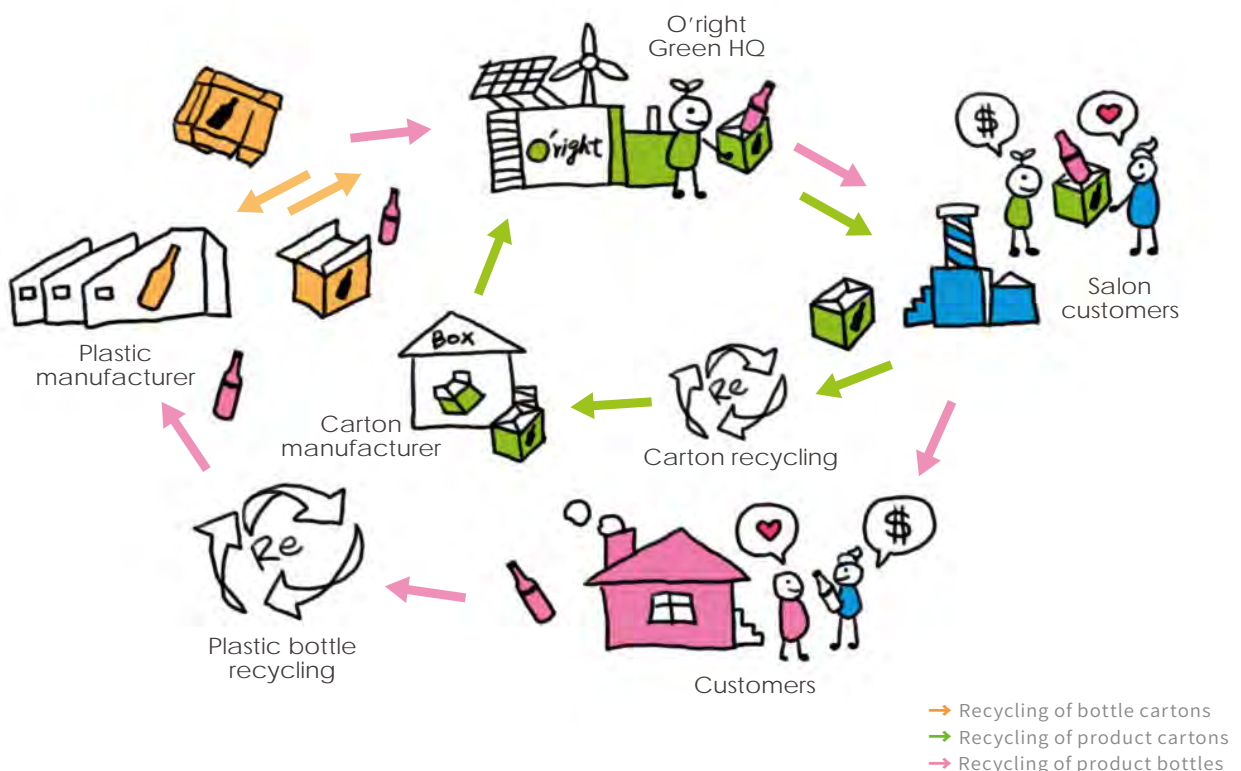 O'right
Green HQ
O'right
$
Salon
customers
Plastic
manufacturer
BOX
Carton
manufacturer
Re
Carton recycling
Re
Plastic bottle
recycling
$
Customers
Recycling of bottle cartons
Recycling of product cartons
Recycling of product bottles